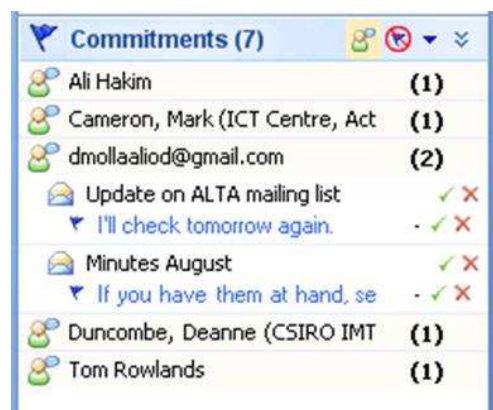 Commitments (7)
Ali Hakim (1)
Cameron, Mark (ICT Centre, Act (1)
dmollaaliod@gmail.com (2)
Update on ALTA mailing list
I'll check tomorrow again. -
Minutes August
If you have them at hand, se -
Duncombe, Deanne (CSIRO IMT (1)
Tom Rowlands (1)